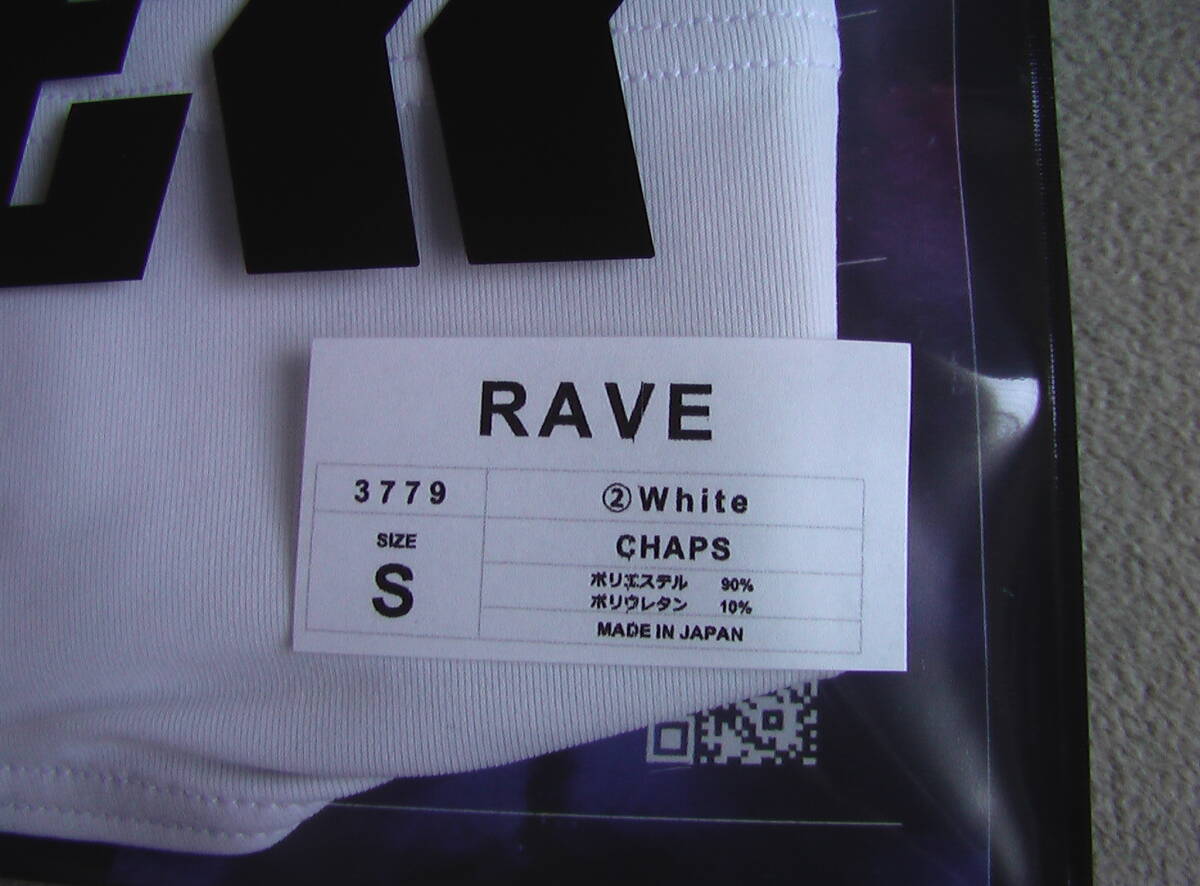 RAVE
3779
②White
SIZE
S
CHAPS
ポリエステル 90%
ポリウレタン 10%
MADE IN JAPAN